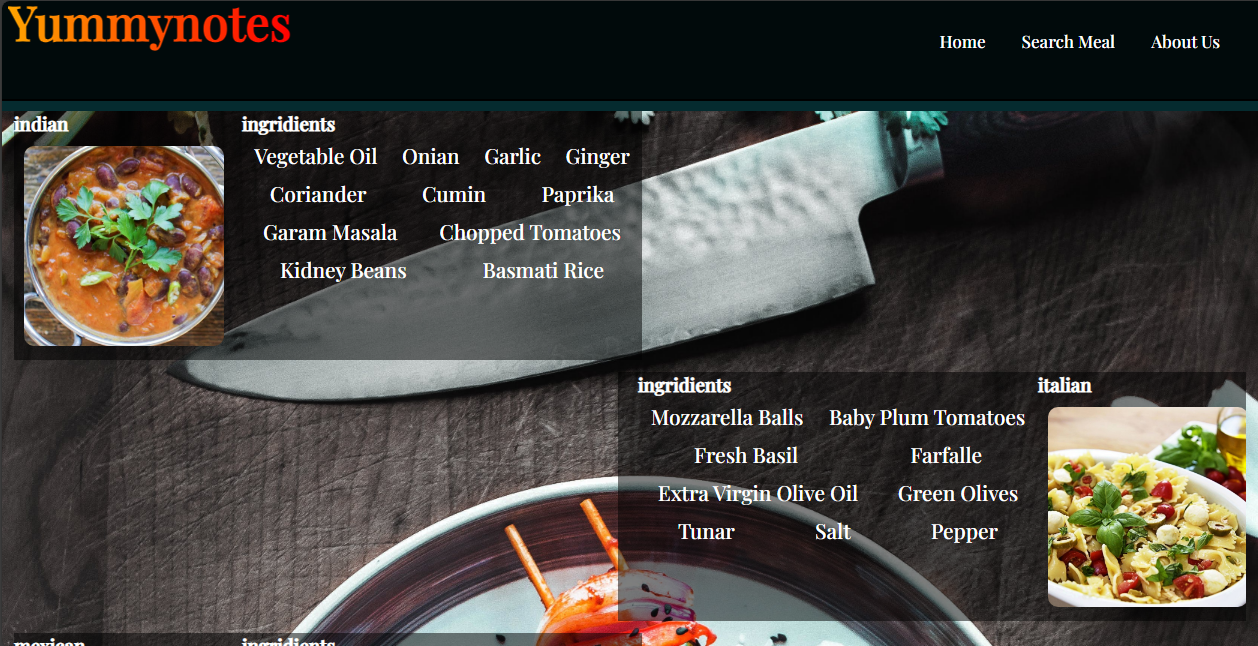 Yummynotes
Home Search Meal About Us
indian
ingridients
Vegetable Oil Onian Garlic Ginger
Coriander Cumin Paprika
Garam Masala Chopped Tomatoes
Kidney Beans Basmati Rice
ingridients
Mozzarella Balls Baby Plum Tomatoes
Fresh Basil Farfalle
Extra Virgin Olive Oil Green Olives
Tunar Salt Pepper
italian
mexican
ingridients